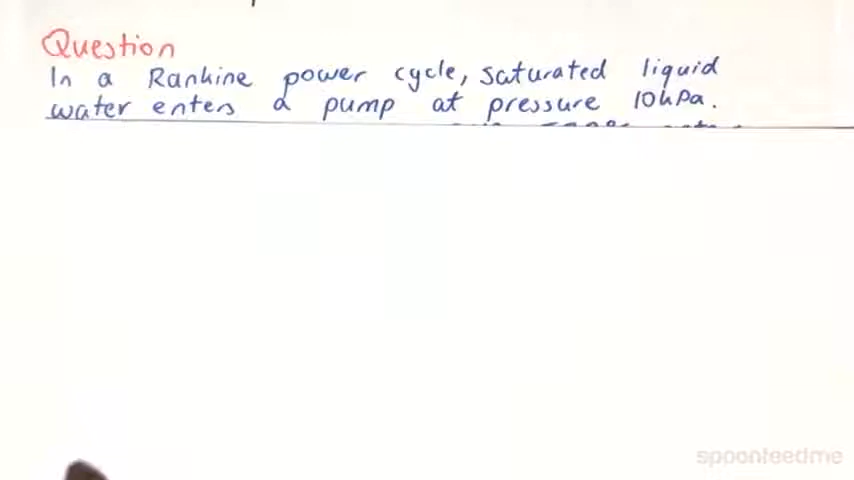 Question
In a Rankine power cycle, saturated liquid
water enters a pump at pressure 10kPa.
spoonfeedme